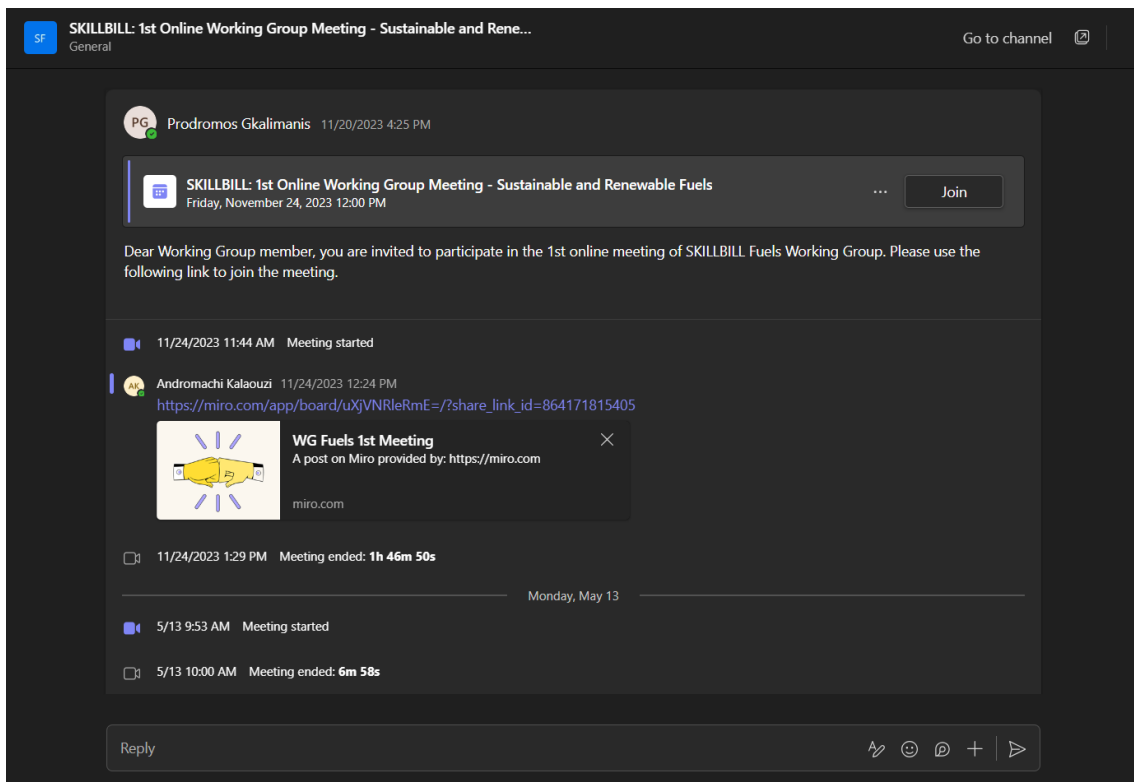 SF
SKILLBILL: 1st Online Working Group Meeting - Sustainable and Rene...
General
Go to channel
PG
Prodromos Gkalimanis 11/20/2023 4:25 PM
SKILLBILL: 1st Online Working Group Meeting - Sustainable and Renewable Fuels
Friday, November 24, 2023 12:00 PM
...
Join
Dear Working Group member, you are invited to participate in the 1st online meeting of SKILLBILL Fuels Working Group. Please use the
following link to join the meeting.
11/24/2023 11:44 AM Meeting started
AK
Andromachi Kalaouzi 11/24/2023 12:24 PM
https://miro.com/app/board/uXjVNRleRmE=/?share_link_id=864171815405
WG Fuels 1st Meeting
A post on Miro provided by: https://miro.com
miro.com
11/24/2023 1:29 PM Meeting ended: 1h 46m 50s
Monday, May 13
5/13 9:53 AM Meeting started
5/13 10:00 AM Meeting ended: 6m 58s
Reply